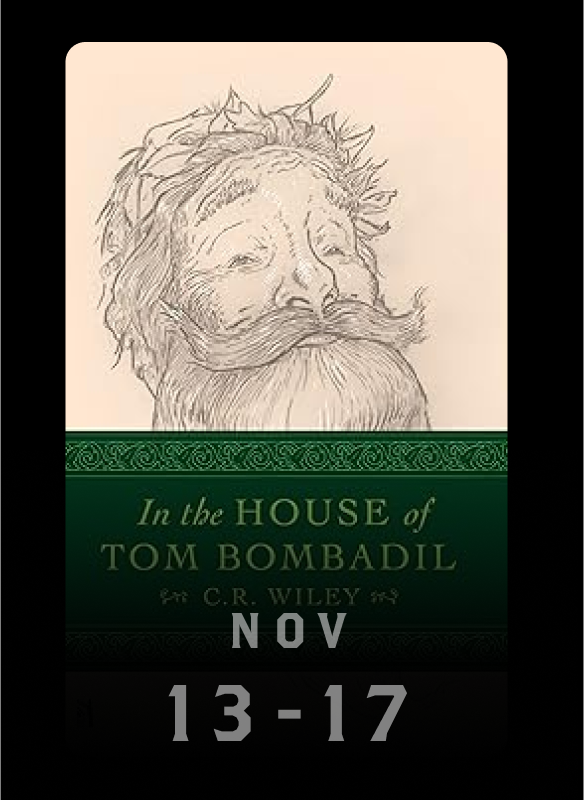 In the HOUSE of
TOM BOMBADIL
C.R. WILEY
NOV
13-17